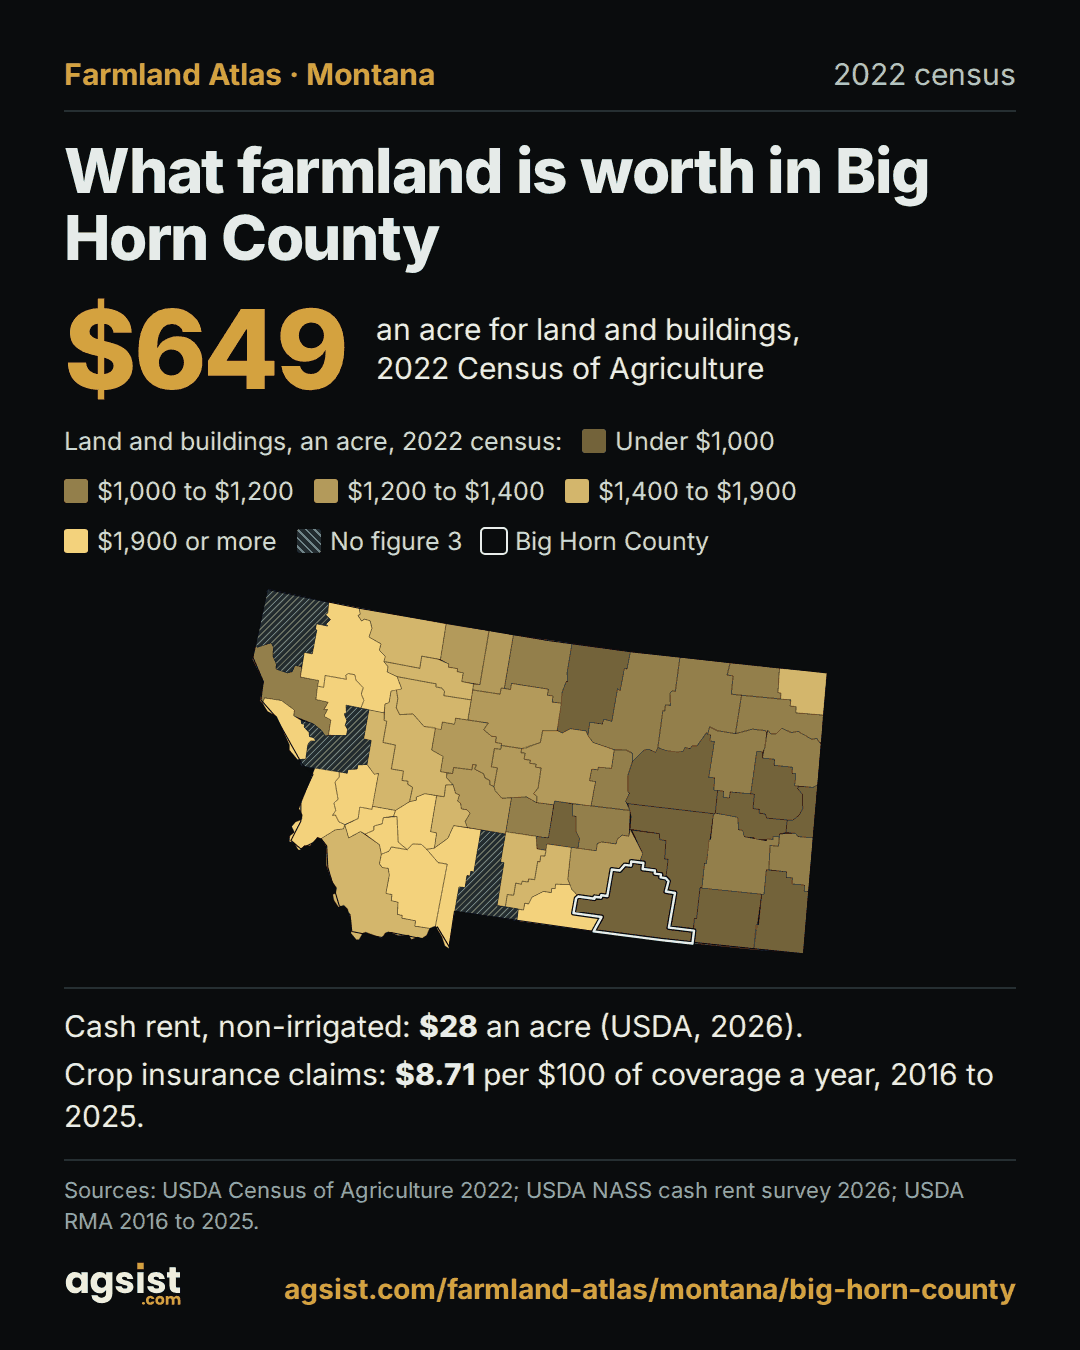 Farmland Atlas · Montana
2022 census
What farmland is worth in Big
Horn County
$649
an acre for land and buildings,
2022 Census of Agriculture
Land and buildings, an acre, 2022 census: Under $1,000
$1,000 to $1,200 $1,200 to $1,400 $1,400 to $1,900
$1,900 or more No figure 3 Big Horn County
Cash rent, non-irrigated: $28 an acre (USDA, 2026).
Crop insurance claims: $8.71 per $100 of coverage a year, 2016 to
2025.
Sources: USDA Census of Agriculture 2022; USDA NASS cash rent survey 2026; USDA
RMA 2016 to 2025.
agsist
.com
agsist.com/farmland-atlas/montana/big-horn-county